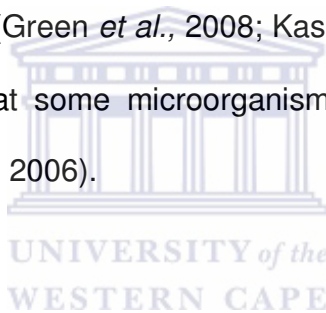 (Green et al., 2008; Kas
at some microorganism
2006).
UNIVERSITY of the
WESTERN CAPE